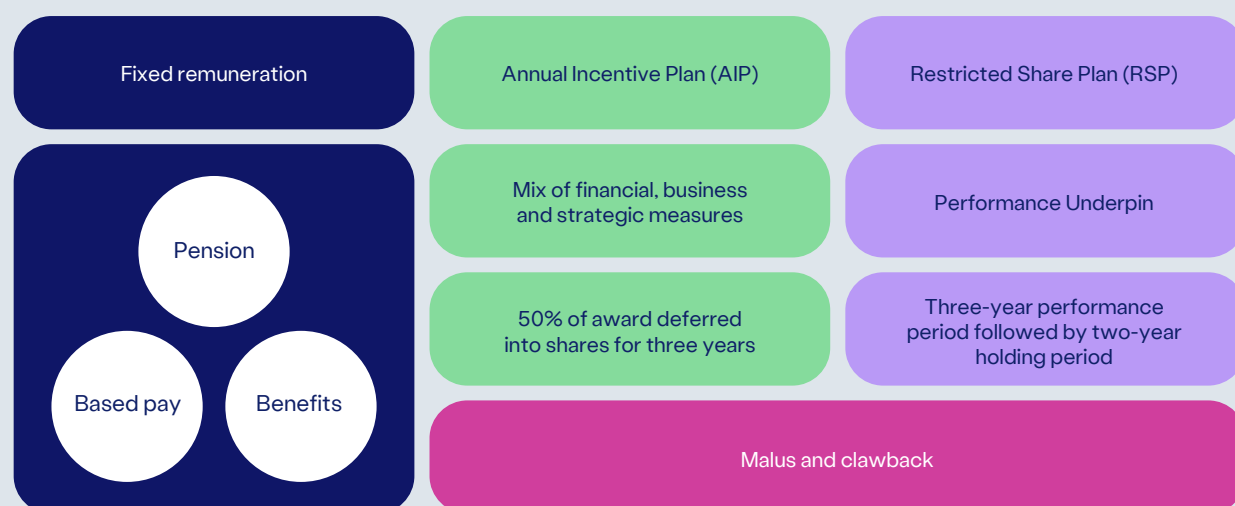 Fixed remuneration
Annual Incentive Plan (AIP)
Restricted Share Plan (RSP)
Pension
Based pay
Benefits
Mix of financial, business
and strategic measures
Performance Underpin
50% of award deferred
into shares for three years
Three-year performance
period followed by two-year
holding period
Malus and clawback